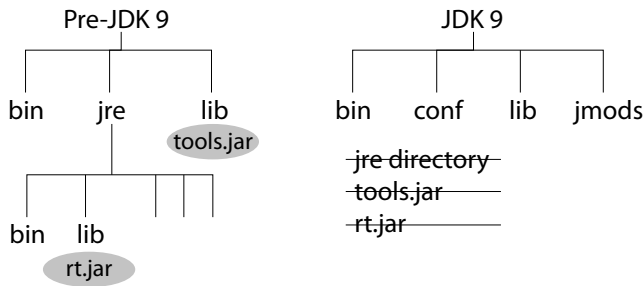 Pre-JDK 9
bin jre lib
tools.jar
bin lib
rt.jar
JDK 9
bin conf lib jmods
jre directory
tools.jar
rt.jar